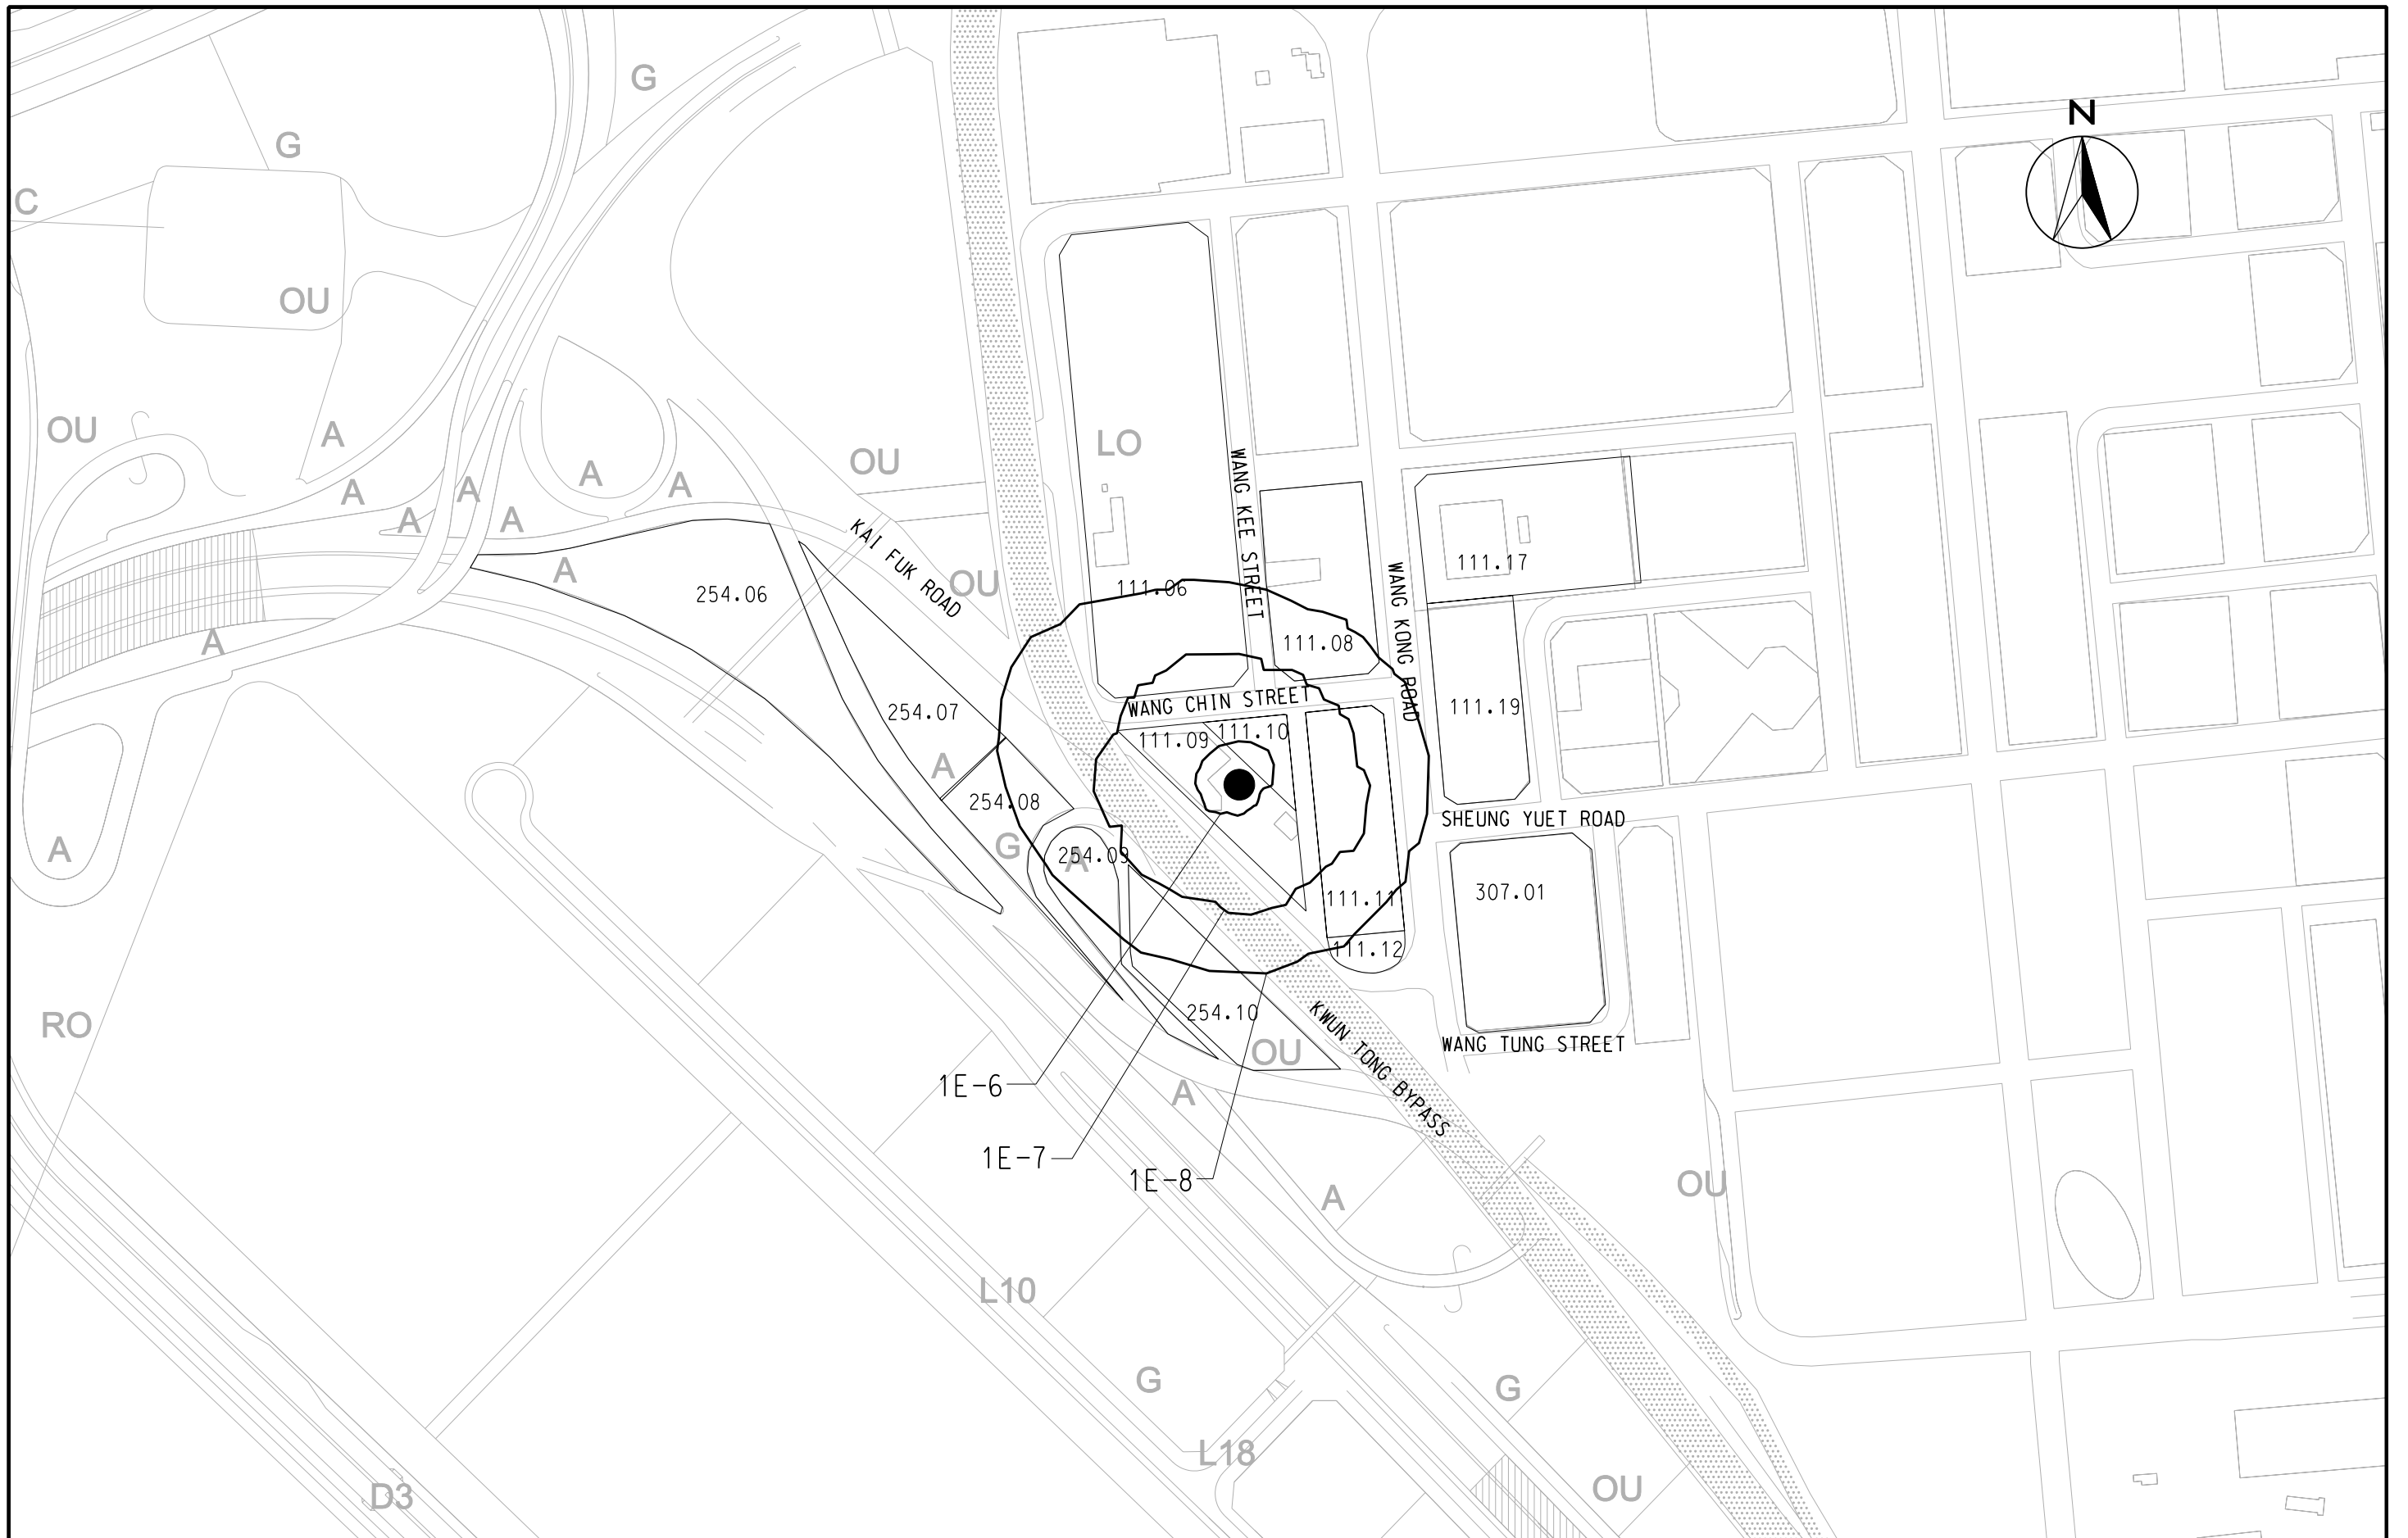 G
N
G
C
OU
OU
A
LO
OU
A
A
A
A
A
A
WANG KEE STREET
KAI FUK ROAD
111.17
A
254.06
OU
111.06
WANG KONG ROAD
A
111.08
WANG CHIN STREET
111.19
254.07
111.10
111.09
A
254.08
SHEUNG YUET ROAD
G
A
254.09
A
307.01
111.11
111.12
254.10
RO
KWUN TONG BYPASS
WANG TUNG STREET
OU
1E-6
A
1E-7
1E-8
OU
A
L10
G
G
L18
OU
D3